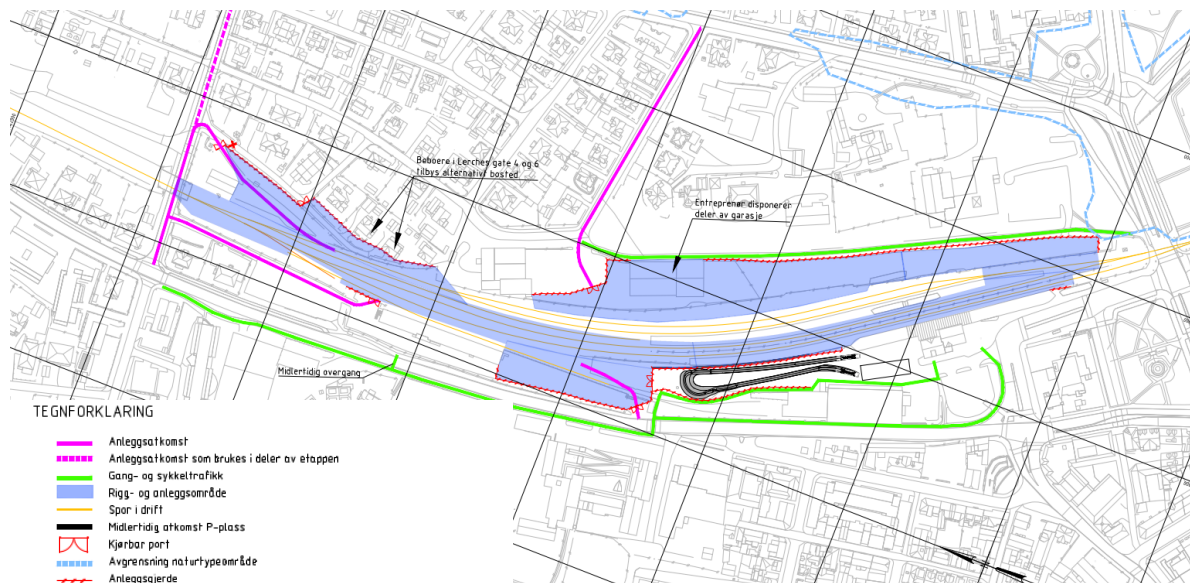 Beboere i Lerches gate 4 og 6
tilbys alternativt bosted
Entreprenør disponerer
deler av garasje
Midlertidig overgang
TEGNFORKLARING
Anleggsatkomst
Anleggsatkomst som brukes i deler av etappen
Gang- og sykkeltrafikk
Rigg- og anleggsområde
Spor i drift
Midlertidig atkomst P-plass
Kjørbar port
Avgrensning naturtypeområde
Anleggsgjerde